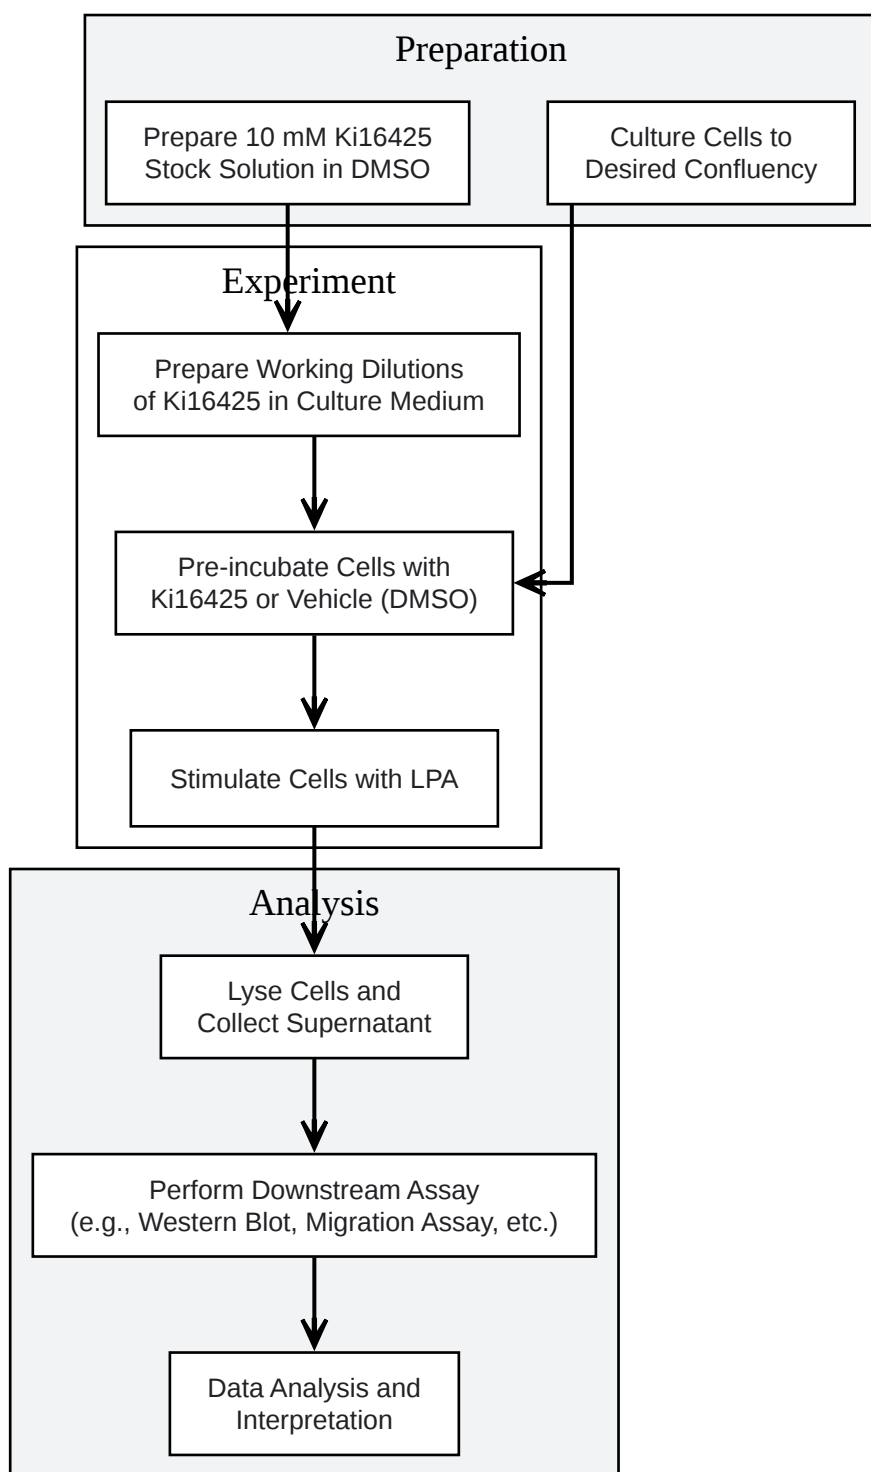 Preparation
Prepare 10 mM Ki16425
Stock Solution in DMSO
Culture Cells to
Desired Confluency
Experiment
Prepare Working Dilutions
of Ki16425 in Culture Medium
Pre-incubate Cells with
Ki16425 or Vehicle (DMSO)
Stimulate Cells with LPA
Analysis
Lyse Cells and
Collect Supernatant
Perform Downstream Assay
(e.g., Western Blot, Migration Assay, etc.)
Data Analysis and
Interpretation